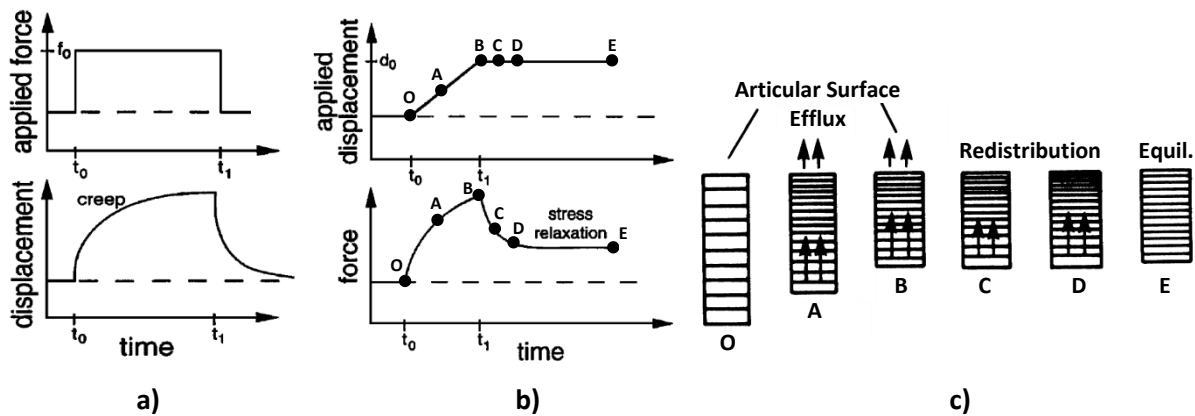 applied force
f₀
t₀ t₁
displacement
creep
t₀ t₁
time
a)
applied
displacement
d₀
O A B C D E
t₀ t₁
force
O A B C D E
stress
relaxation
t₀ t₁
time
b)
Articular Surface
Efflux
Redistribution Equil.
O A B C D E
c)